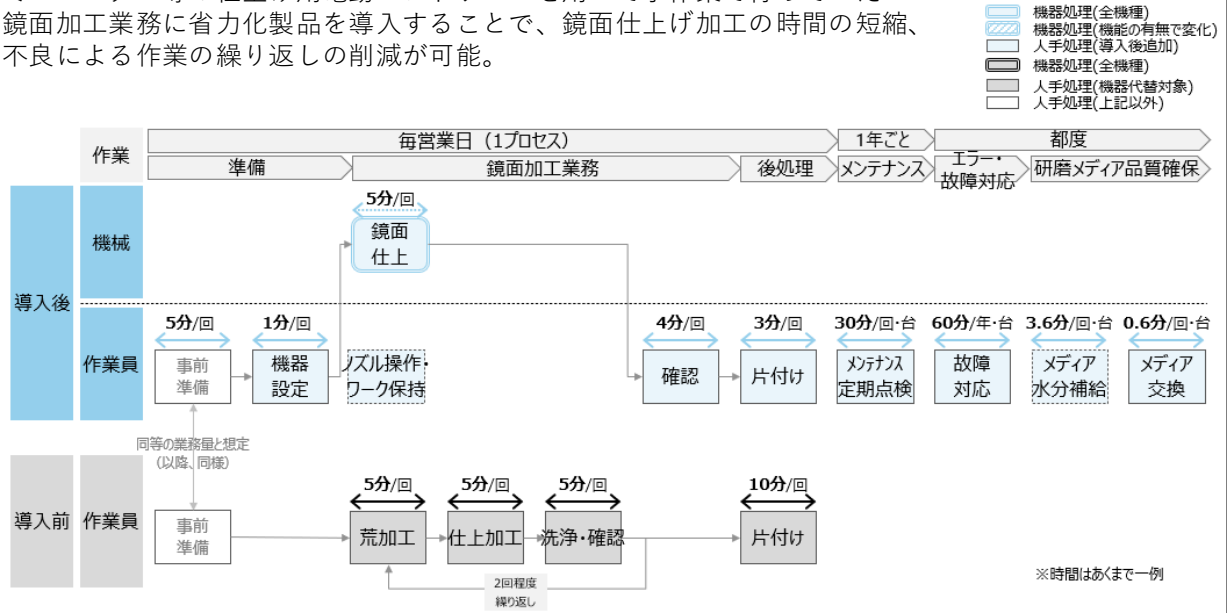 鏡面加工業務に省力化製品を導入することで、鏡面仕上げ加工の時間の短縮、
不良による作業の繰り返しの削減が可能。
機器処理(全機種)
機器処理(機能の有無で変化)
人手処理(導入後追加)
機器処理(全機種)
人手処理(機器代替対象)
人手処理(上記以外)
作業
毎営業日（1プロセス）
1年ごと
都度
準備
鏡面加工業務
後処理
メンテナンス
エラー・
故障対応
研磨メディア品質確保
導入後
機械
5分/回
鏡面
仕上
作業員
5分/回
事前
準備
1分/回
機器
設定
ノズル操作・
ワーク保持
4分/回
確認
3分/回
片付け
30分/回・台
メンテナンス
定期点検
60分/年・台
故障
対応
3.6分/回・台
メディア
水分補給
0.6分/回・台
メディア
交換
同等の業務量と想定
（以降、同様）
導入前
作業員
事前
準備
5分/回
荒加工
5分/回
仕上加工
5分/回
洗浄・確認
10分/回
片付け
2回程度
繰り返し
※時間はあくまで一例